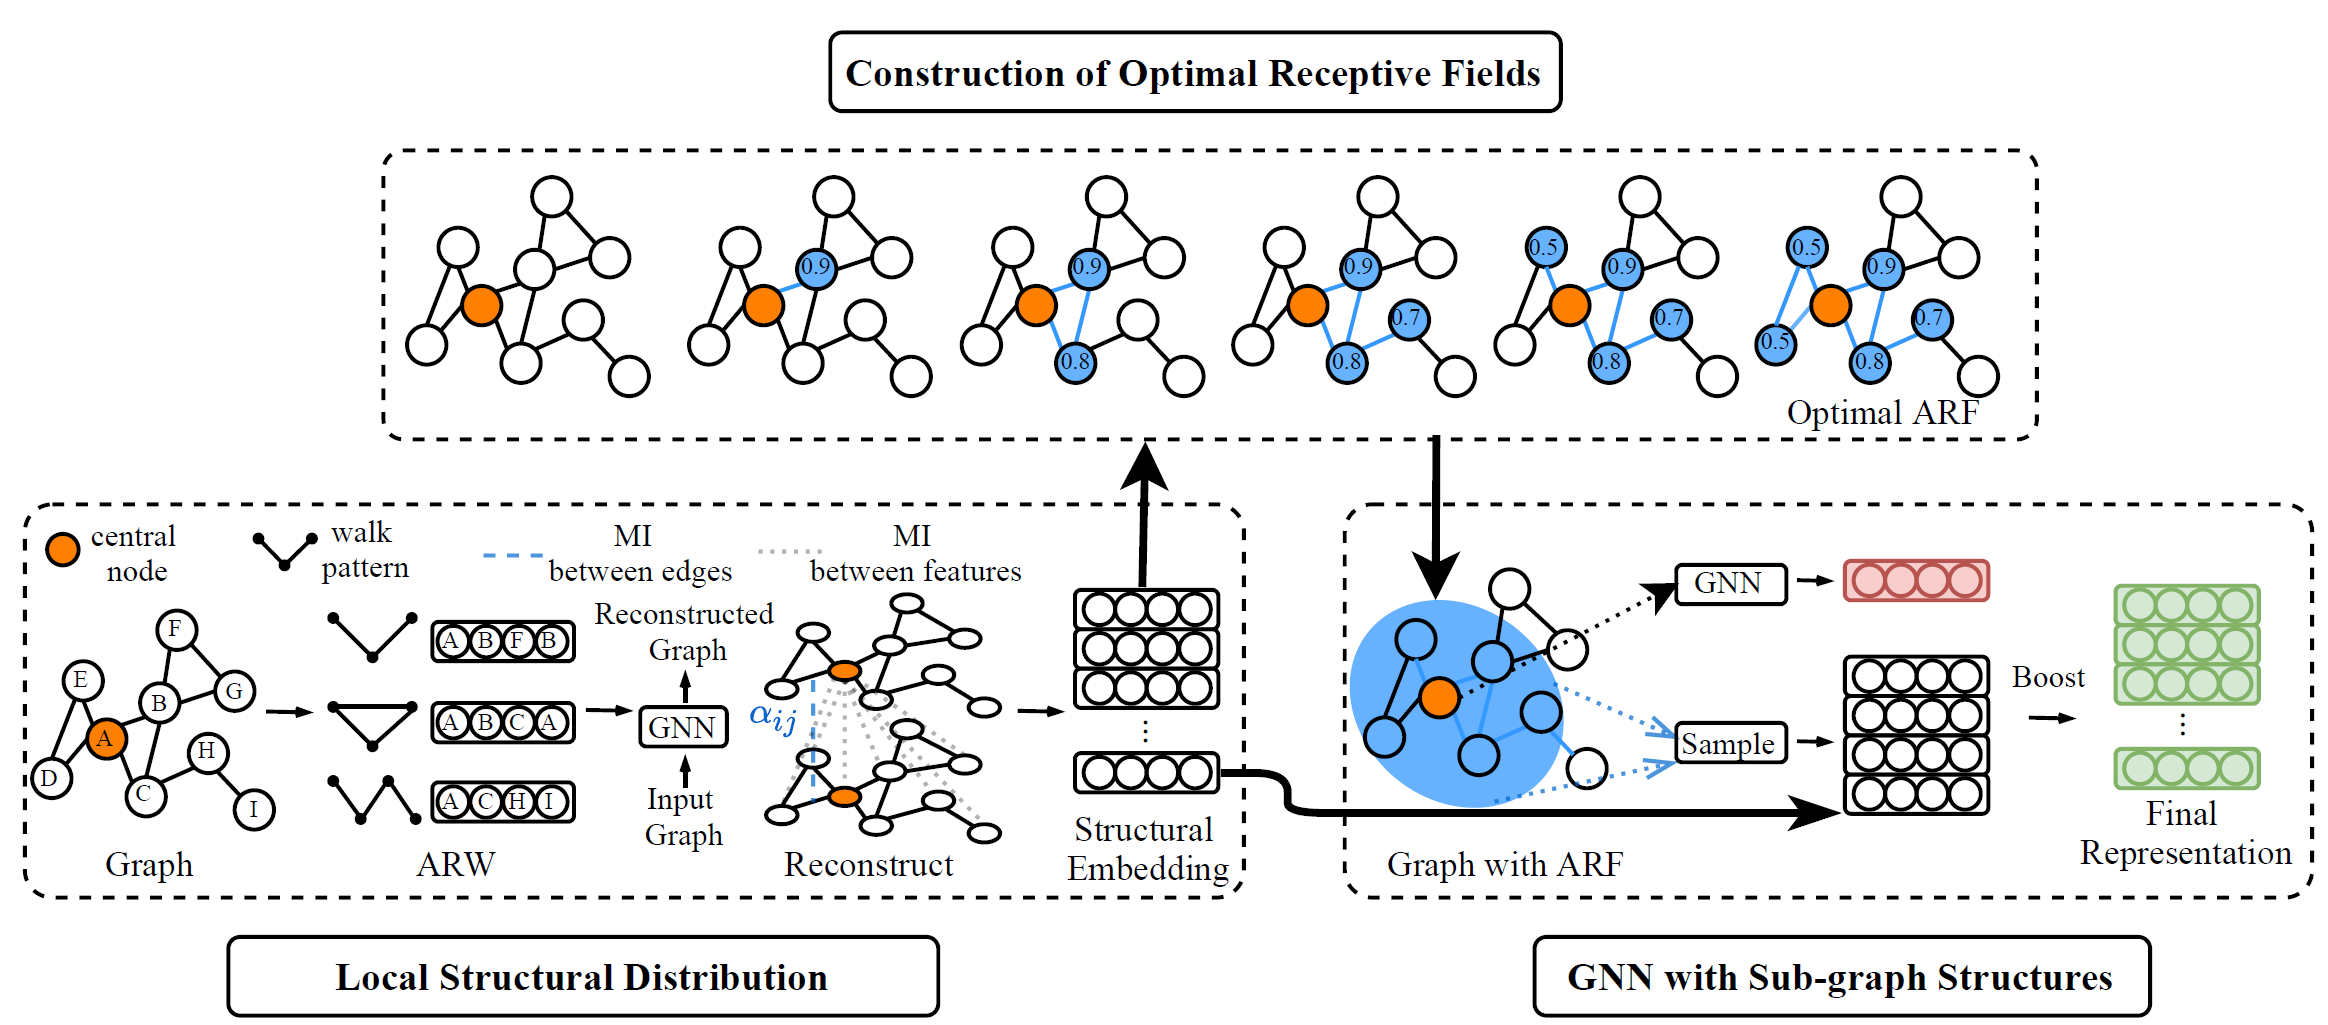 Construction of Optimal Receptive Fields
0.9
0.9
0.8
0.9
0.7
0.8
0.5
0.9
0.7
0.8
0.5
0.9
0.5
0.7
0.8
Optimal ARF
central
node
walk
pattern
MI
between edges
MI
between features
F
E
B
G
A
H
D
C
I
Graph
A B F B
A B C A
A C H I
ARW
Reconstructed
Graph
GNN
Input
Graph
αij
Reconstruct
⋮
Structural
Embedding
Graph with ARF
GNN
Sample
Boost
⋮
Final
Representation
Local Structural Distribution
GNN with Sub-graph Structures